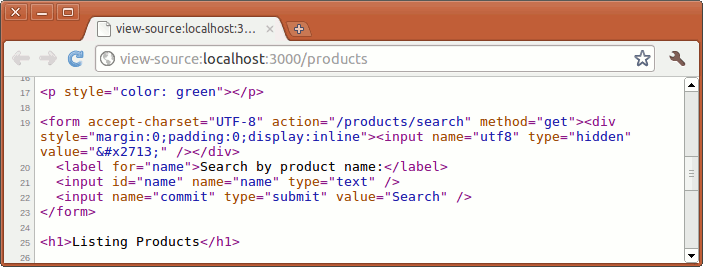 view-source:localhost:3...
view-source:localhost:3000/products
16
17 <p style="color: green"></p>
18
19 <form accept-charset="UTF-8" action="/products/search" method="get"><div
style="margin:0;padding:0;display:inline"><input name="utf8" type="hidden"
value="&#x2713;" /></div>
20 <label for="name">Search by product name:</label>
21 <input id="name" name="name" type="text" />
22 <input name="commit" type="submit" value="Search" />
23 </form>
24
25 <h1>Listing Products</h1>
26